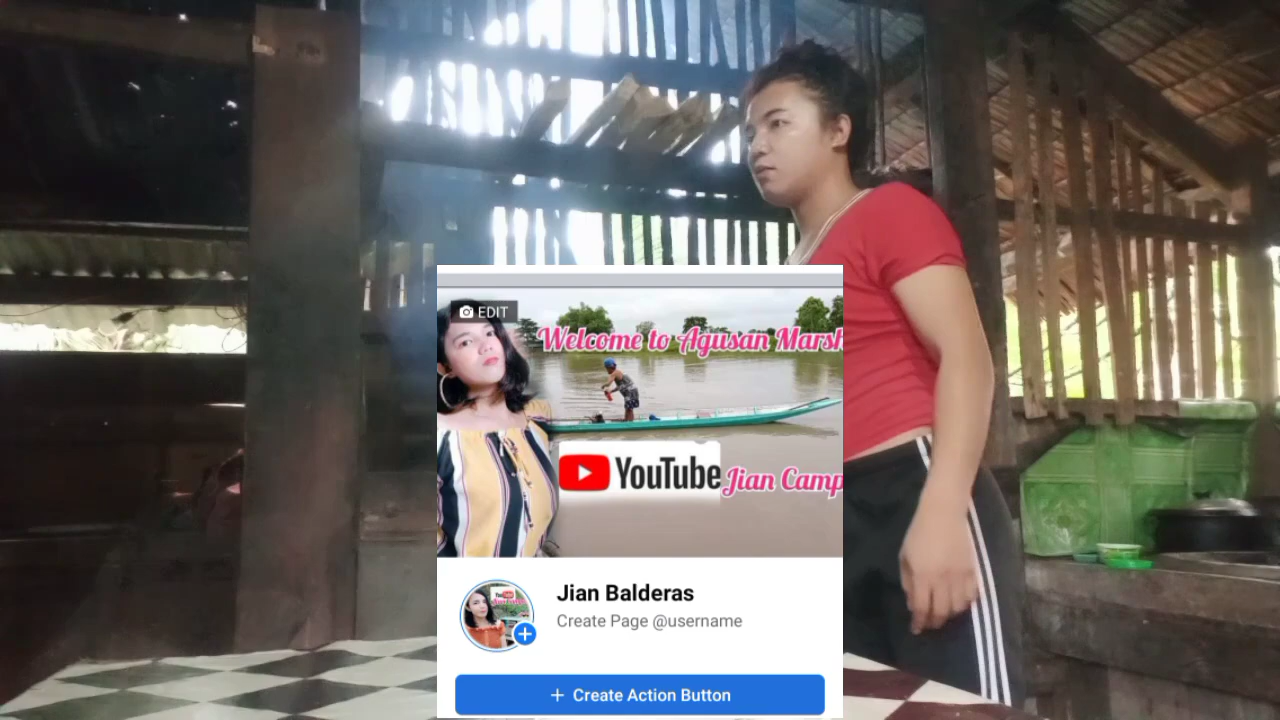 EDIT
Welcome to Agusan Marsh
YouTube
Jian Camp
Jian Balderas
Create Page @username
+ Create Action Button